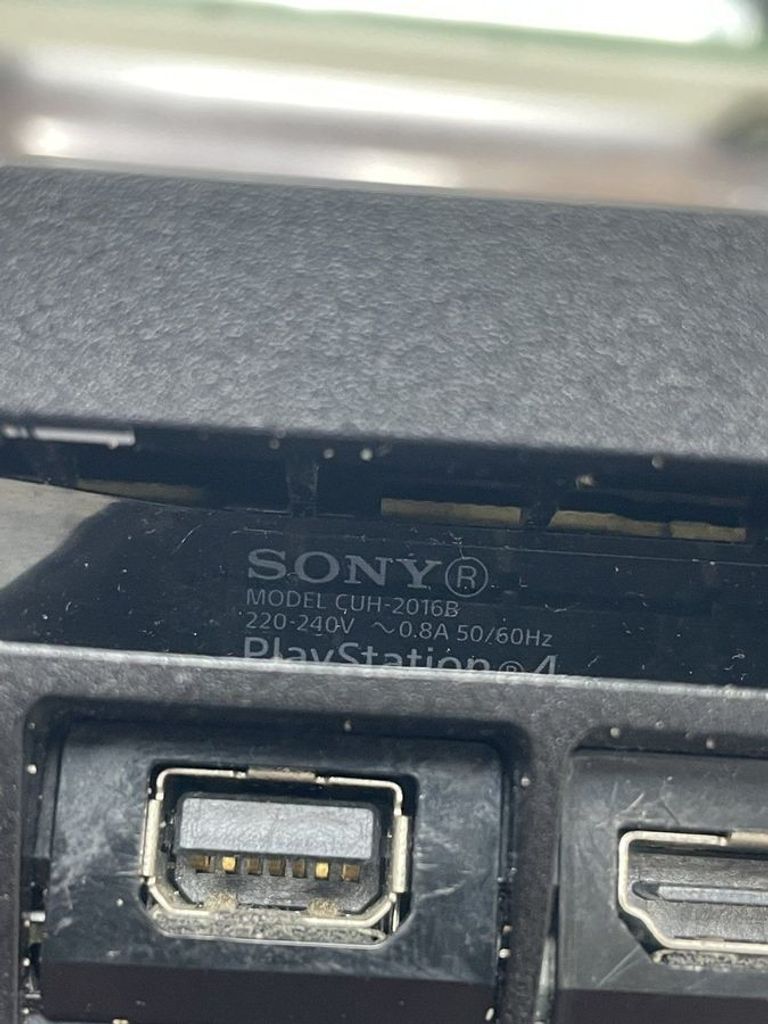 SONY®
MODEL CUH-2016B
220-240V ~0.8A 50/60Hz
PlayStation®4